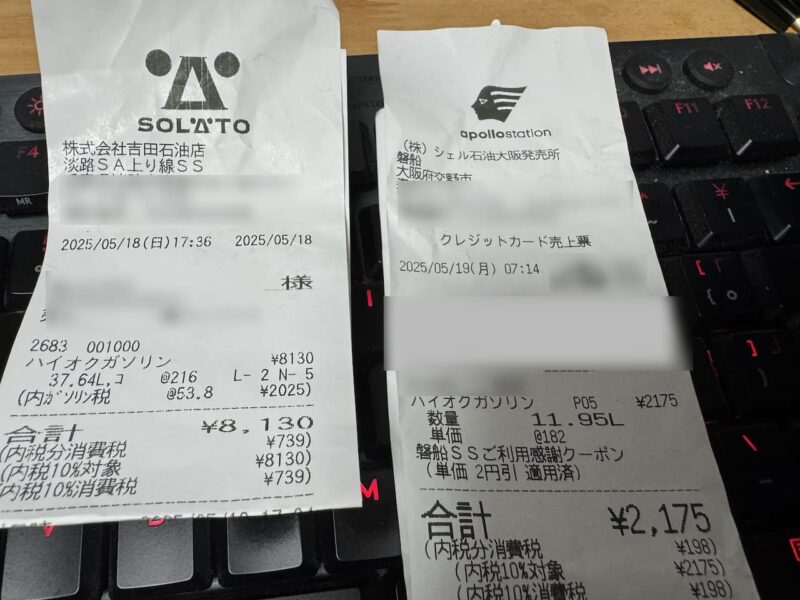 SOLATO
株式会社吉田石油店
淡路SA上り線SS
2025/05/18(日)17:36 2025/05/18
様
2683 001000
ハイオクガソリン ¥8130
37.64L,コ @216 L- 2 N- 5
(内ガソリン税 @53.8 ¥2025)
合計 ¥8,130
(内税分消費税 ¥739)
(内税10%対象 ¥8130)
(内税10%消費税 ¥739)
apollostation
(株) シェル石油大阪発売所
磐船
大阪府交野市
クレジットカード売上票
2025/05/19(月) 07:14
ハイオクガソリン P05 ¥2175
数量 11.95L
単価 @182
磐船SSご利用感謝クーポン
(単価 2円引 適用済)
合計 ¥2,175
(内税分消費税 ¥198)
(内税10%対象 ¥2175)
(内税10%消費税 ¥198)
F4
MR
F11
F12
I
M